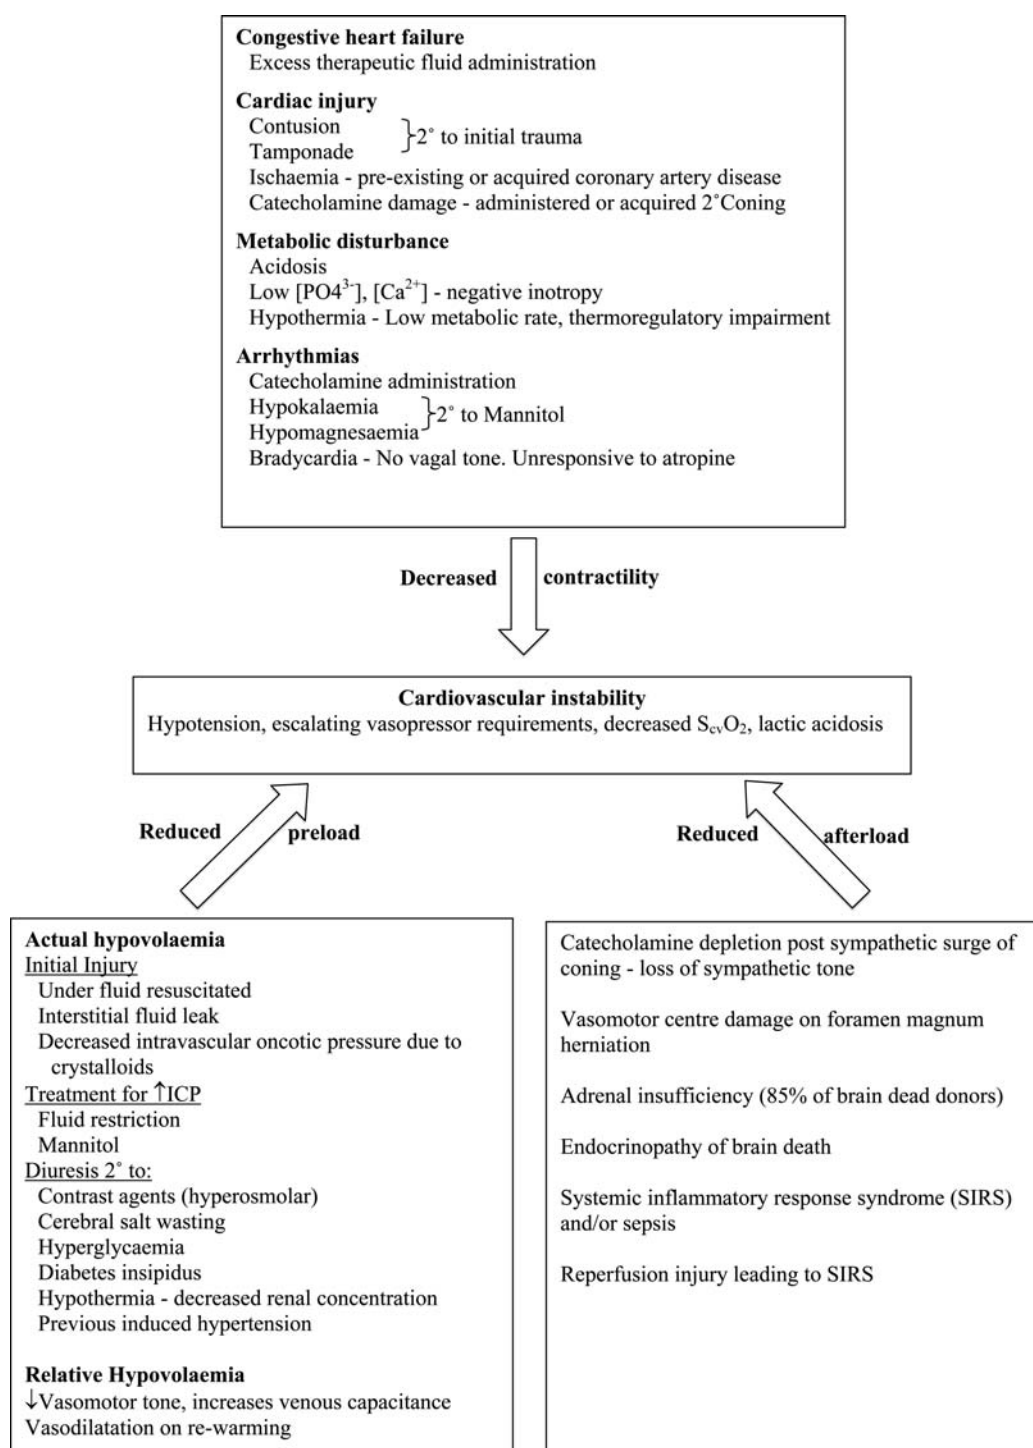 Congestive heart failure
Excess therapeutic fluid administration
Cardiac injury
Contusion
Tamponade
}2˚ to initial trauma
Ischaemia - pre-existing or acquired coronary artery disease
Catecholamine damage - administered or acquired 2˚Coning
Metabolic disturbance
Acidosis
Low [PO4³⁻], [Ca²⁺] - negative inotropy
Hypothermia - Low metabolic rate, thermoregulatory impairment
Arrhythmias
Catecholamine administration
Hypokalaemia
Hypomagnesaemia
}2˚ to Mannitol
Bradycardia - No vagal tone. Unresponsive to atropine
Decreased contractility
Cardiovascular instability
Hypotension, escalating vasopressor requirements, decreased ScvO₂, lactic acidosis
Reduced preload
Reduced afterload
Actual hypovolaemia
Initial Injury
Under fluid resuscitated
Interstitial fluid leak
Decreased intravascular oncotic pressure due to
crystalloids
Treatment for ↑ICP
Fluid restriction
Mannitol
Diuresis 2˚ to:
Contrast agents (hyperosmolar)
Cerebral salt wasting
Hyperglycaemia
Diabetes insipidus
Hypothermia - decreased renal concentration
Previous induced hypertension
Relative Hypovolaemia
↓Vasomotor tone, increases venous capacitance
Vasodilatation on re-warming
Catecholamine depletion post sympathetic surge of
coning - loss of sympathetic tone
Vasomotor centre damage on foramen magnum
herniation
Adrenal insufficiency (85% of brain dead donors)
Endocrinopathy of brain death
Systemic inflammatory response syndrome (SIRS)
and/or sepsis
Reperfusion injury leading to SIRS